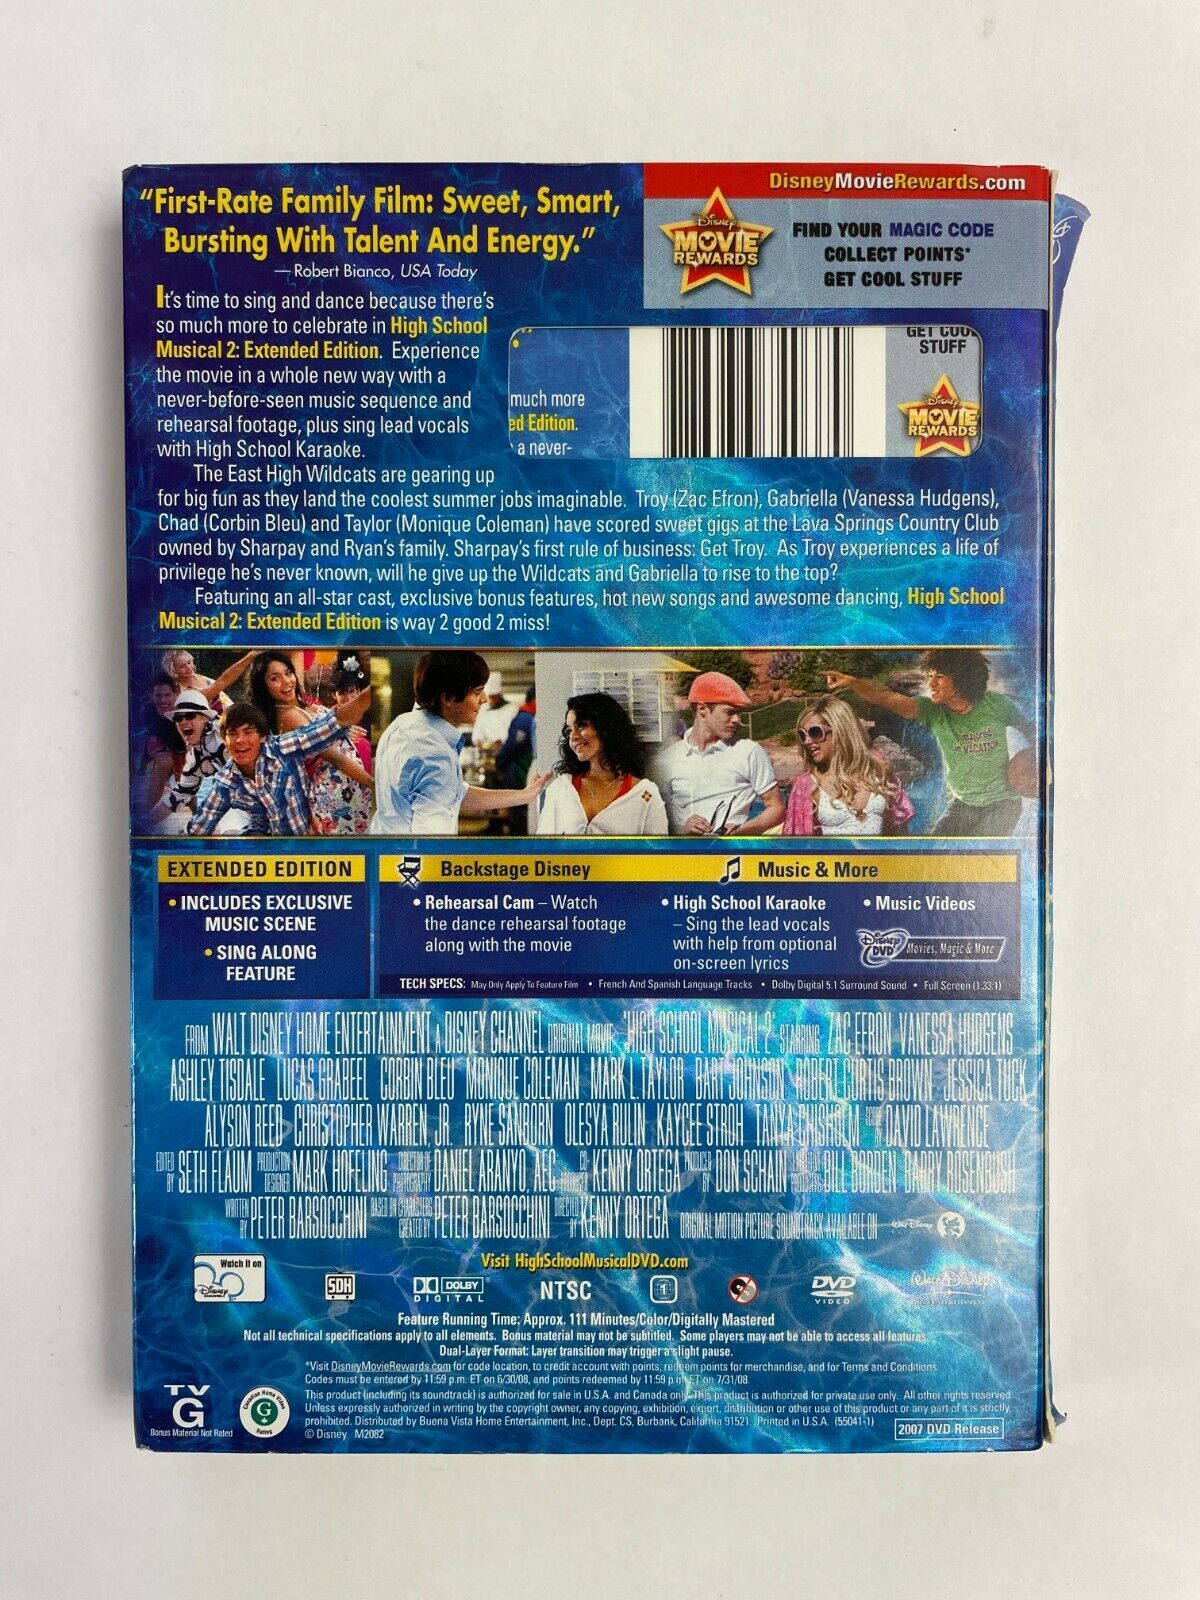 "First-Rate Family Film: Sweet, Smart,
Bursting With Talent And Energy."
— Robert Bianco, USA Today
DisneyMovieRewards.com
Disney
MOVIE
REWARDS
FIND YOUR MAGIC CODE
COLLECT POINTS*
GET COOL STUFF
It's time to sing and dance because there's
so much more to celebrate in High School
Musical 2: Extended Edition. Experience
the movie in a whole new way with a
never-before-seen music sequence and
rehearsal footage, plus sing lead vocals
with High School Karaoke.
much more
ed Edition.
a never-
GET COOL
STUFF
Disney
MOVIE
REWARDS
The East High Wildcats are gearing up
for big fun as they land the coolest summer jobs imaginable. Troy (Zac Efron), Gabriella (Vanessa Hudgens),
Chad (Corbin Bleu) and Taylor (Monique Coleman) have scored sweet gigs at the Lava Springs Country Club
owned by Sharpay and Ryan's family. Sharpay's first rule of business: Get Troy. As Troy experiences a life of
privilege he's never known, will he give up the Wildcats and Gabriella to rise to the top?
Featuring an all-star cast, exclusive bonus features, hot new songs and awesome dancing, High School
Musical 2: Extended Edition is way 2 good 2 miss!
majoring
in
VACATION
EXTENDED EDITION
• INCLUDES EXCLUSIVE
MUSIC SCENE
• SING ALONG
FEATURE
Backstage Disney
• Rehearsal Cam – Watch
the dance rehearsal footage
along with the movie
Music & More
• High School Karaoke
– Sing the lead vocals
with help from optional
on-screen lyrics
• Music Videos
Disney DVD Movies, Magic & More
TECH SPECS: May Only Apply To Feature Film • French And Spanish Language Tracks • Dolby Digital 5.1 Surround Sound • Full Screen (1.33:1)
FROM WALT DISNEY HOME ENTERTAINMENT A DISNEY CHANNEL ORIGINAL MOVIE "HIGH SCHOOL MUSICAL 2" STARRING ZAC EFRON VANESSA HUDGENS
ASHLEY TISDALE LUCAS GRABEEL CORBIN BLEU MONIQUE COLEMAN MARK L. TAYLOR BART JOHNSON ROBERT CURTIS BROWN JESSICA TUCK
ALYSON REED CHRISTOPHER WARREN, JR. RYNE SANBORN OLESYA RULIN KAYCEE STROH TANYA CHISHOLM SCORE BY DAVID LAWRENCE
EDITED BY SETH FLAUM PRODUCTION DESIGNER MARK HOFELING DIRECTOR OF PHOTOGRAPHY DANIEL ARANYO, AEC CO- PRODUCER KENNY ORTEGA PRODUCED BY DON SCHAIN BILL BORDEN BARRY ROSENBUSH
WRITTEN BY PETER BARSOCCHINI BASED ON CHARACTERS CREATED BY PETER BARSOCCHINI DIRECTED BY KENNY ORTEGA ORIGINAL MOTION PICTURE SOUNDTRACK AVAILABLE ON Walt Disney
Visit HighSchoolMusicalDVD.com
Watch it on
Disney
CHANNEL
SDH
DOLBY
DIGITAL
NTSC
1
DVD
VIDEO
Walt Disney
HOME ENTERTAINMENT
Feature Running Time: Approx. 111 Minutes/Color/Digitally Mastered
Not all technical specifications apply to all elements. Bonus material may not be subtitled. Some players may not be able to access all features.
Dual-Layer Format: Layer transition may trigger a slight pause.
*Visit DisneyMovieRewards.com for code location, to credit account with points, redeem points for merchandise, and for Terms and Conditions.
Codes must be entered by 11:59 p.m. ET on 6/30/08, and points redeemed by 11:59 p.m. ET on 7/31/08.
This product (including its soundtrack) is authorized for sale in U.S.A. and Canada only. This product is authorized for private use only. All other rights reserved.
Unless expressly authorized in writing by the copyright owner, any copying, exhibition, export, distribution or other use of this product or any part of it is strictly
prohibited. Distributed by Buena Vista Home Entertainment, Inc., Dept. CS, Burbank, California 91521. Printed in U.S.A. (55041-1)
© Disney M2082
2007 DVD Release
TV
G
Bonus Material Not Rated
Canadian Home Video
G
Rating